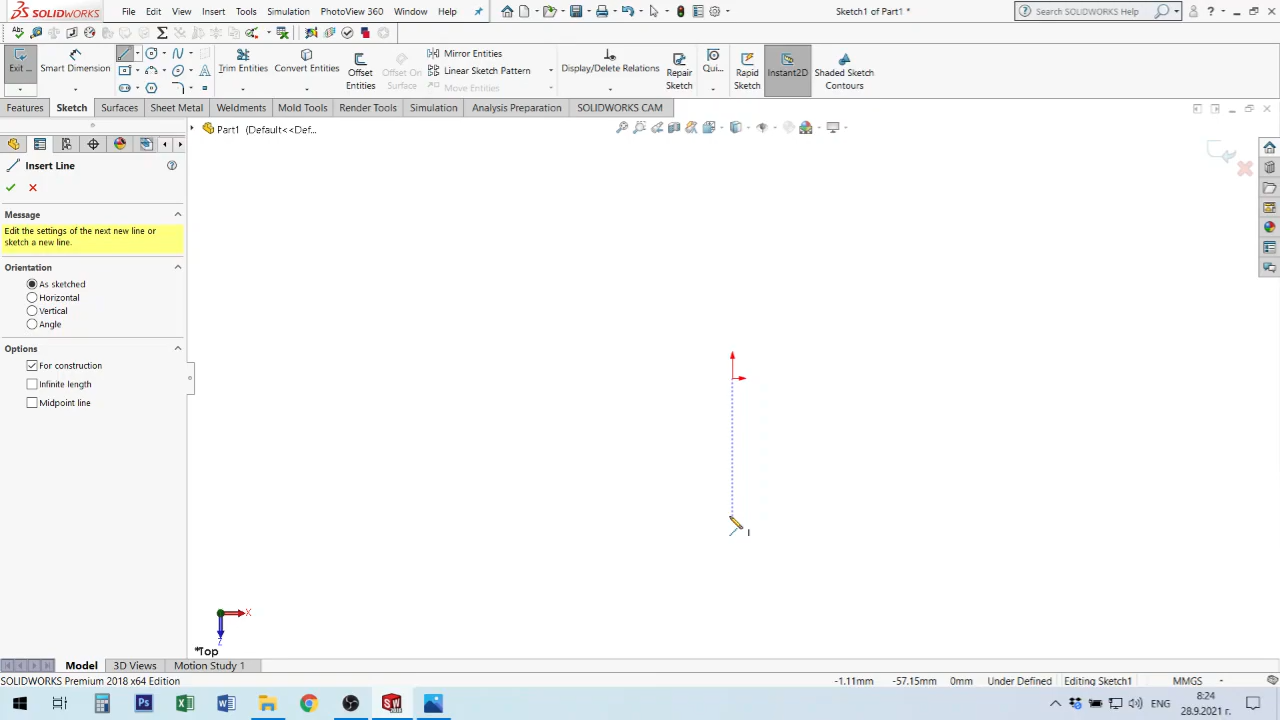 SOLIDWORKS File Edit View Insert Tools Simulation PhotoView 360 Window Help Sketch1 of Part1 * Search SOLIDWORKS Help
Exit ... Smart Dimension Trim Entities Convert Entities Offset Entities Offset On Surface Mirror Entities Linear Sketch Pattern Move Entities Display/Delete Relations Repair Sketch Qui... Rapid Sketch Instant2D Shaded Sketch Contours
Features Sketch Surfaces Sheet Metal Weldments Mold Tools Render Tools Simulation Analysis Preparation SOLIDWORKS CAM
Part1 (Default<<Def...
Insert Line
Message
Edit the settings of the next new line or
sketch a new line.
Orientation
As sketched
Horizontal
Vertical
Angle
Options
For construction
Infinite length
Midpoint line
X
Z
*Top
Model 3D Views Motion Study 1
SOLIDWORKS Premium 2018 x64 Edition -1.11mm -57.15mm 0mm Under Defined Editing Sketch1 MMGS
ENG 8:24
28.9.2021 г.